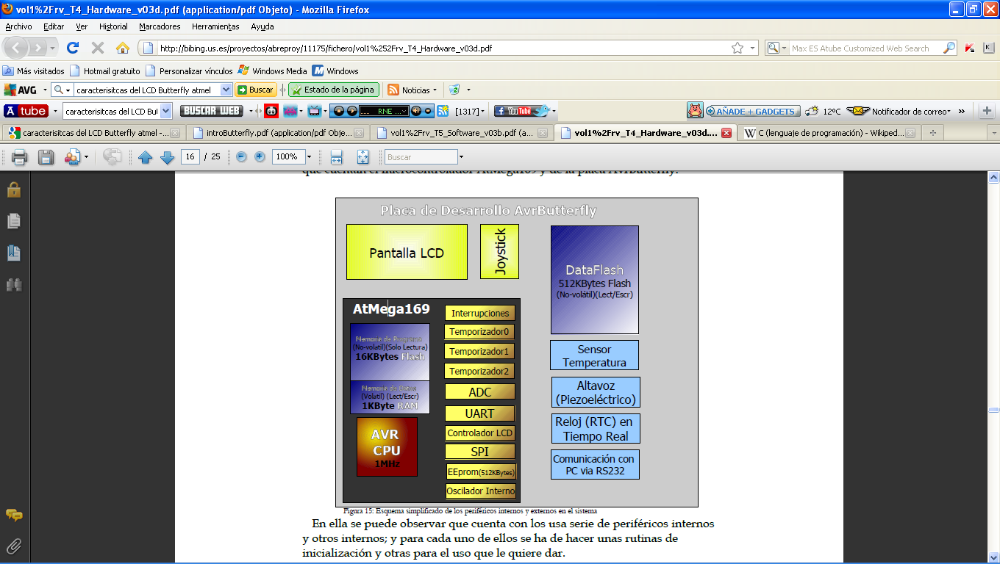 vol1%2Frv_T4_Hardware_v03d.pdf (application/pdf Objeto) - Mozilla Firefox
Archivo Editar Ver Historial Marcadores Herramientas Ayuda
http://bibing.us.es/proyectos/abreproy/11175/fichero/vol1%252Frv_T4_Hardware_v03d.pdf
Max ES Atube Customized Web Search
K
Más visitados Hotmail gratuito Personalizar vínculos Windows Media Windows
AVG caracterisitcas del LCD Butterfly atmel Buscar Estado de la página Noticias
A tube caracterisitcas del LCD But BUSCAR WEB RNE ... [1317] YouTube AÑADE + GADGETS 12ºC Notificador de correo »
caracterisitcas del LCD Butterfly atmel -... introButterfly.pdf (application/pdf Obje... vol1%2Frv_T5_Software_v03b.pdf (a... vol1%2Frv_T4_Hardware_v03d.... W C (lenguaje de programación) - Wikiped...
16 / 25 100% Buscar
que cuentan el microcontrolador AtMega169 y de la placa AvrButterfly.
Placa de Desarrollo AvrButterfly
Pantalla LCD
Joystick
DataFlash
512KBytes Flash
(No-volátil)(Lect/Escr)
AtMega169
Memoria de Programa
(No-volatil)(Solo Lectura)
16KBytes Flash
Memoria de Datos
(Volatil) (Lect/Escr)
1KByte RAM
AVR
CPU
1MHz
Interrupciones
Temporizador0
Temporizador1
Temporizador2
ADC
UART
Controlador LCD
SPI
EEprom(512KBytes)
Oscilador Interno
Sensor
Temperatura
Altavoz
(Piezoeléctrico)
Reloj (RTC) en
Tiempo Real
Comunicación con
PC via RS232
Figura 15: Esquema simplificado de los periféricos internos y externos en el sistema
En ella se puede observar que cuenta con los usa serie de periféricos internos
y otros internos; y para cada uno de ellos se ha de hacer unas rutinas de
inicialización y otras para el uso que le quiere dar.